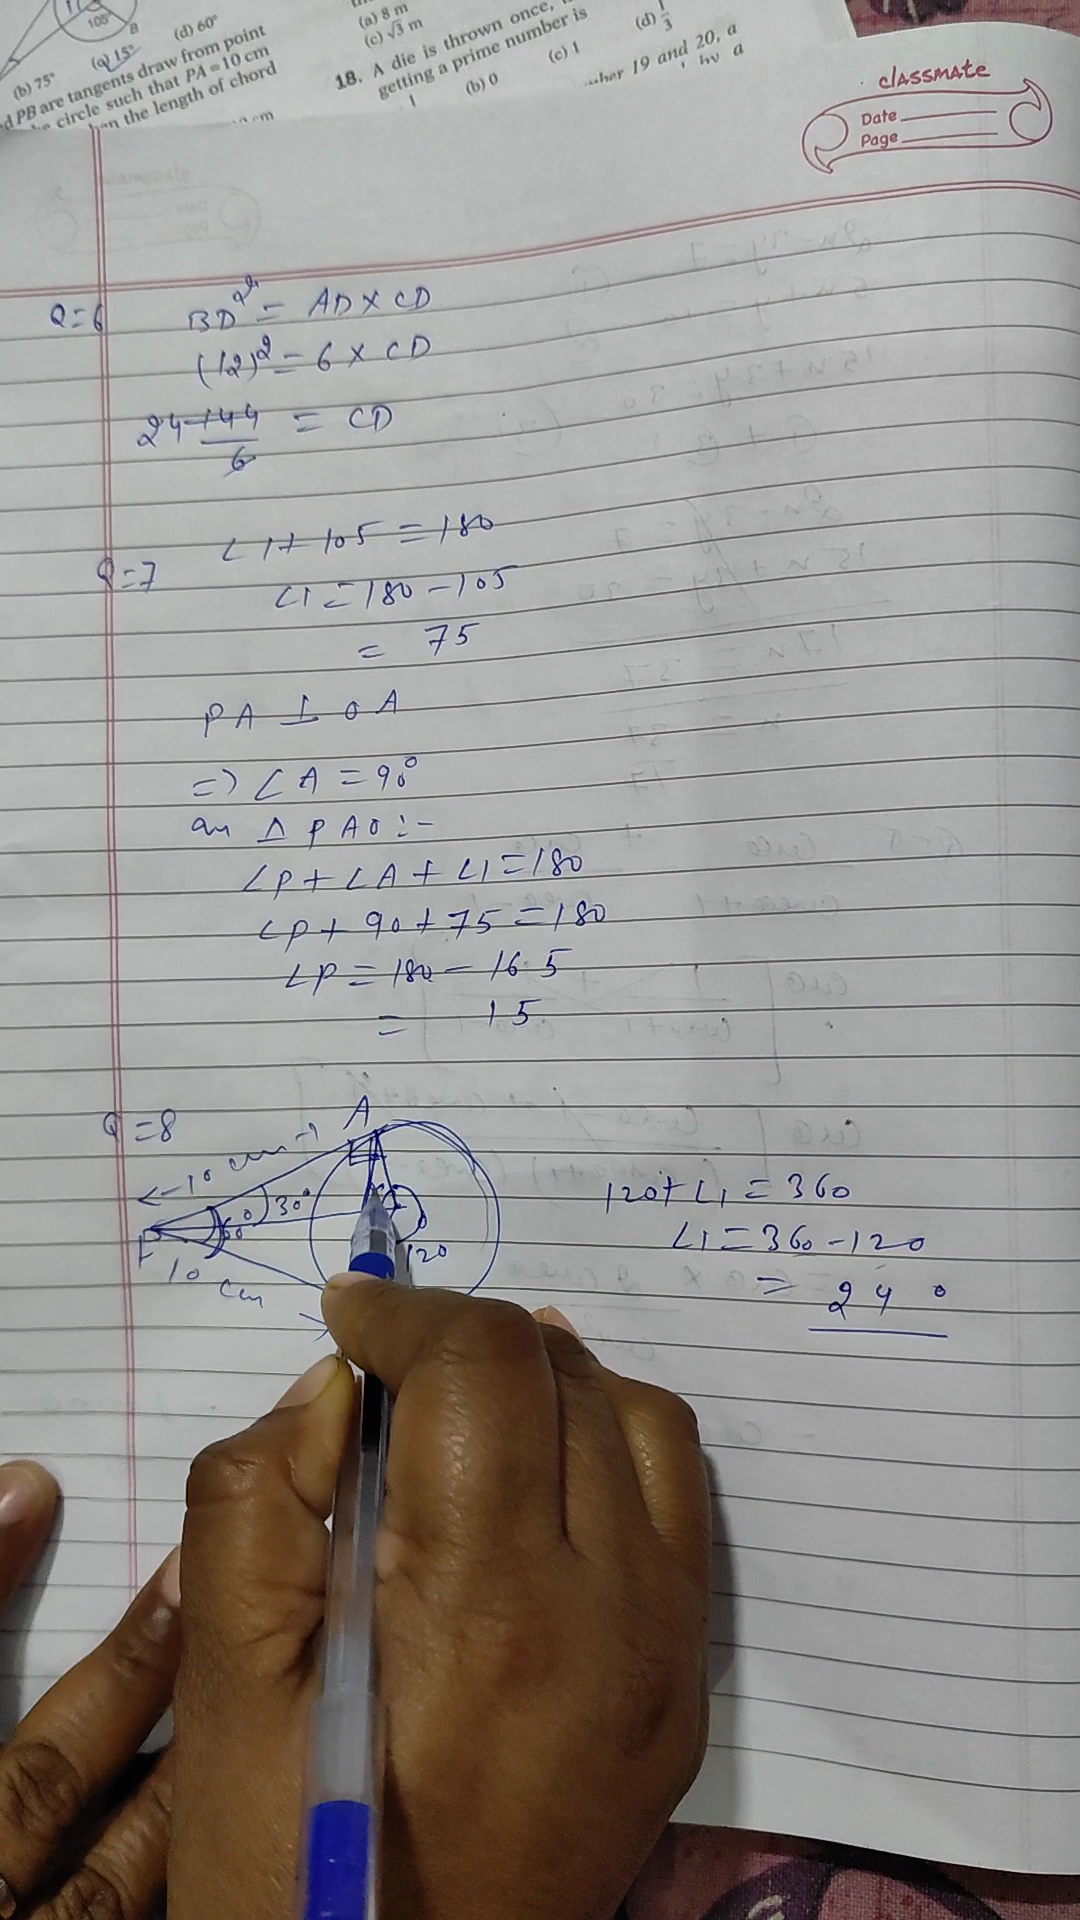 105°
B
(b) 75°
(a) 15°
(d) 60°
PB are tangents draw from point
circle such that PA = 10 cm
the length of chord
cm
(a) 8 m
(c) √3 m
18. A die is thrown once,
getting a prime number is
(b) 0
(c) 1
(d) 1/3
19 and 20, a
classmate
Date
Page
Q=6
BD² = AD × CD
(12)² = 6 × CD
24 144/6 = CD
Q=7
∠1 + 105 = 180
∠1 = 180 - 105
= 75
PA ⊥ OA
=> ∠A = 90°
△ PAO :-
∠P + ∠A + ∠1 = 180
∠P + 90 + 75 = 180
∠P = 180 - 165
= 15
Q=8
A
10 cm
30°
60°
10 cm
120
120 + ∠1 = 360
∠1 = 360 - 120
= 240